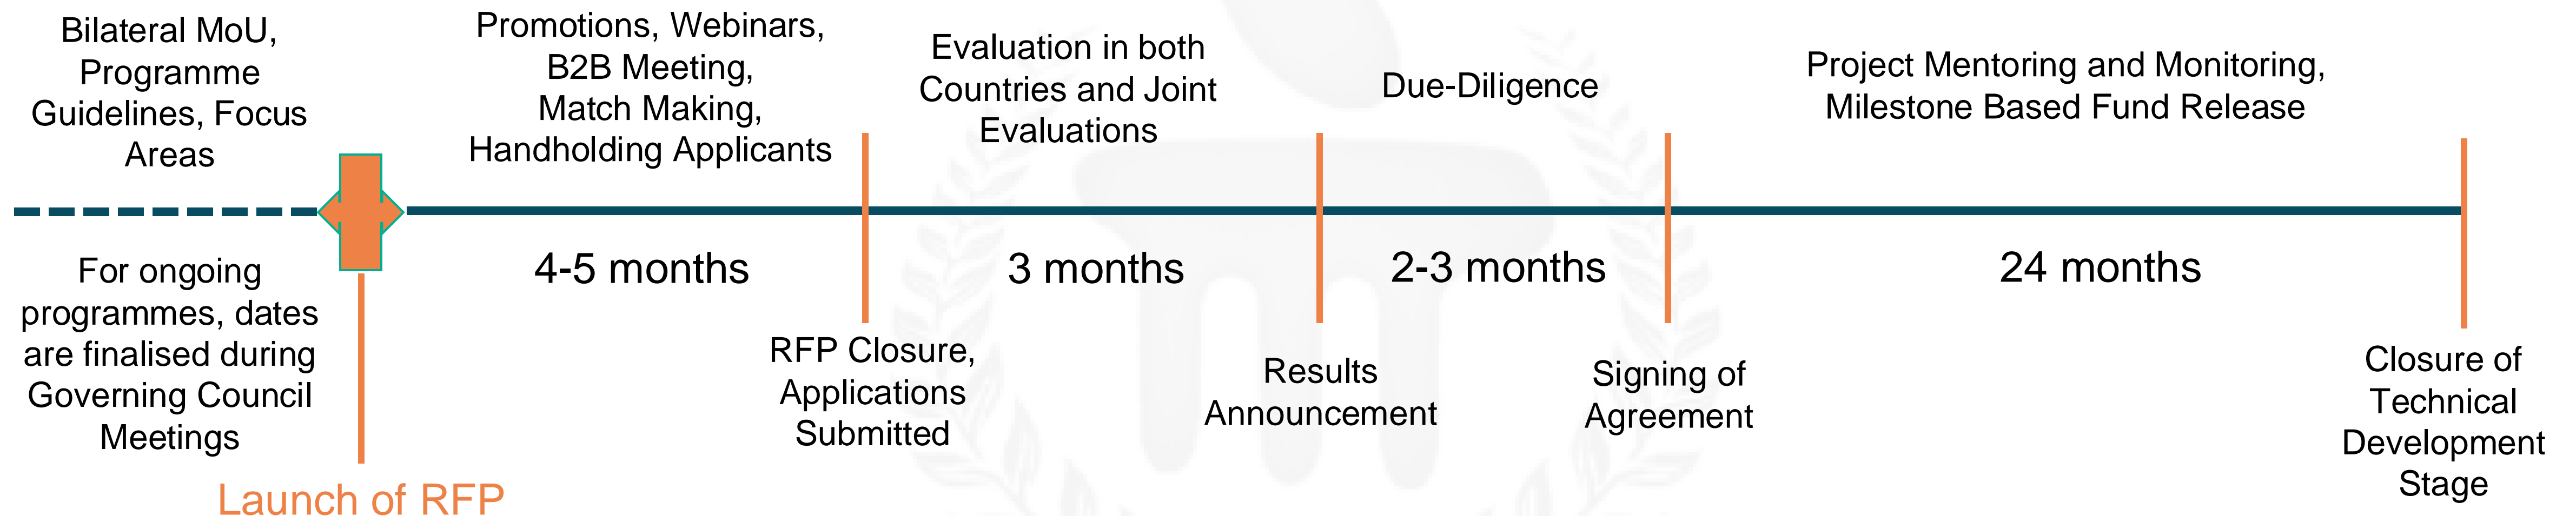 Bilateral MoU,
Programme
Guidelines, Focus
Areas
For ongoing
programmes, dates
are finalised during
Governing Council
Meetings
Launch of RFP
Promotions, Webinars,
B2B Meeting,
Match Making,
Handholding Applicants
4-5 months
RFP Closure,
Applications
Submitted
Evaluation in both
Countries and Joint
Evaluations
3 months
Results
Announcement
Due-Diligence
2-3 months
Signing of
Agreement
Project Mentoring and Monitoring,
Milestone Based Fund Release
24 months
Closure of
Technical
Development
Stage